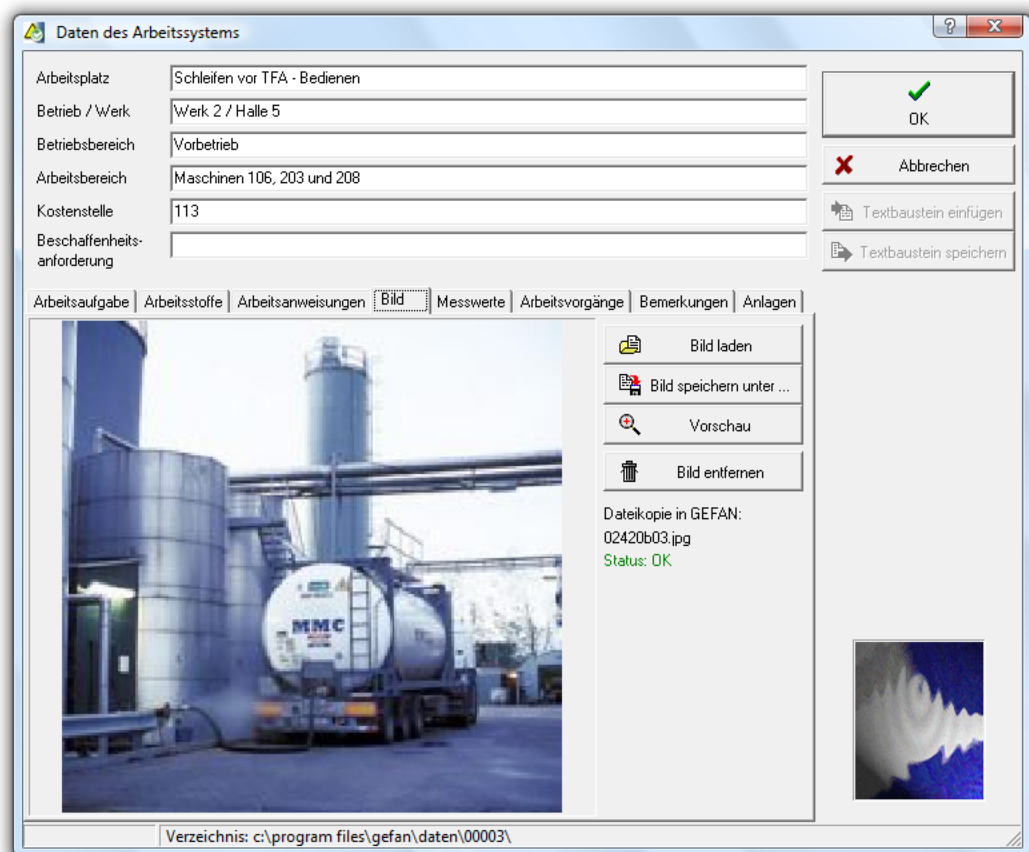 Daten des Arbeitssystems
Arbeitsplatz
Schleifen vor TFA - Bedienen
Betrieb / Werk
Werk 2 / Halle 5
Betriebsbereich
Vorbetrieb
Arbeitsbereich
Maschinen 106, 203 und 208
Kostenstelle
113
Beschaffenheits-
anforderung
OK
Abbrechen
Textbaustein einfügen
Textbaustein speichern
Arbeitsaufgabe Arbeitsstoffe Arbeitsanweisungen Bild Messwerte Arbeitsvorgänge Bemerkungen Anlagen
MMC
Bild laden
Bild speichern unter ...
Vorschau
Bild entfernen
Dateikopie in GEFAN:
02420b03.jpg
Status: OK
Verzeichnis: c:\program files\gefan\daten\00003\